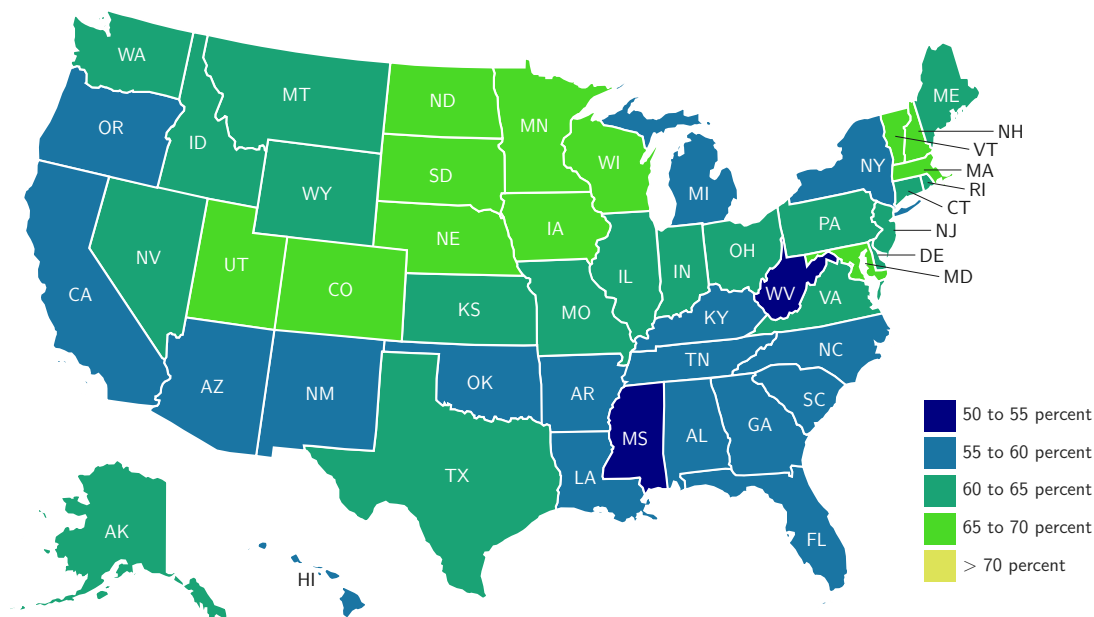 WA
ME
MT
ND
MN
OR
NH
ID
VT
WI
NY
MA
SD
RI
WY
MI
CT
PA
IA
NJ
NE
OH
NV
DE
UT
IL
IN
MD
CO
CA
WV
VA
KS
MO
KY
NC
TN
AZ
OK
NM
AR
SC
50 to 55 percent
GA
MS
AL
55 to 60 percent
TX
LA
60 to 65 percent
65 to 70 percent
AK
FL
> 70 percent
HI